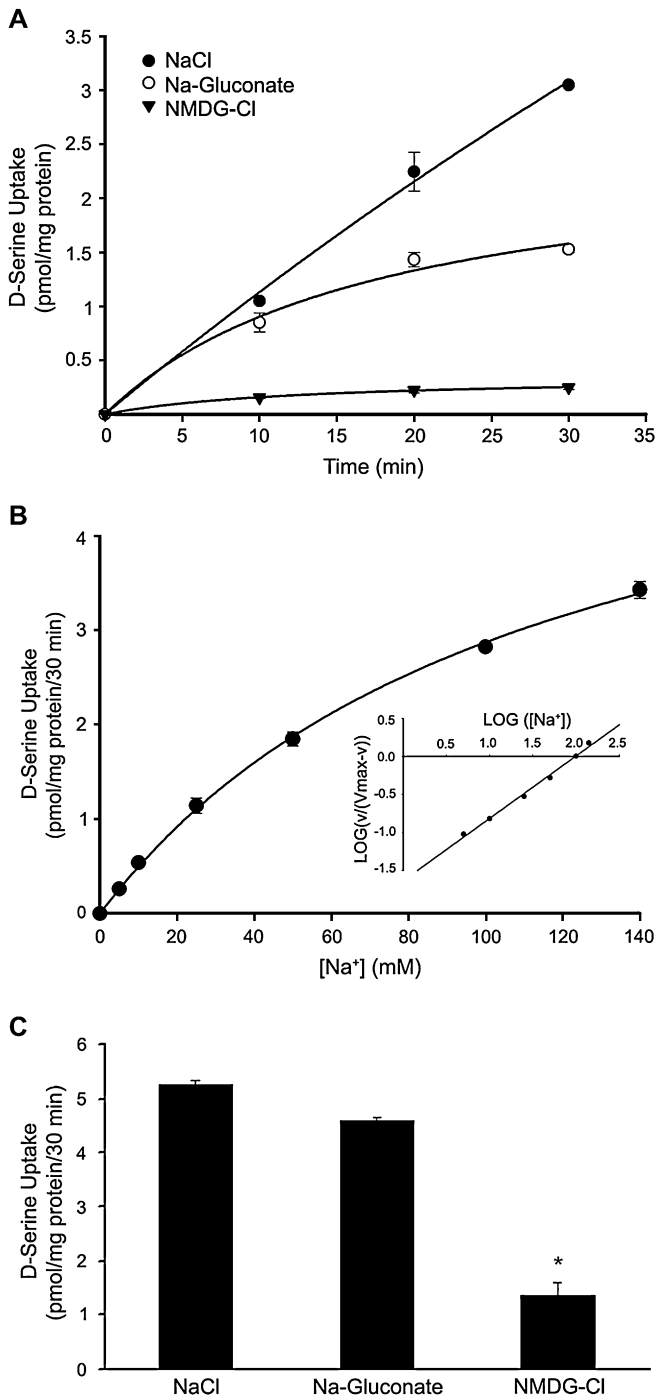 A
D-Serine Uptake
(pmol/mg protein)
3.5
3
2.5
2
1.5
1
0.5
NaCl
Na-Gluconate
NMDG-Cl
0 5 10 15 20 25 30 35
Time (min)
B
D-Serine Uptake
(pmol/mg protein/30 min)
4
3
2
1
0
LOG ([Na⁺])
LOG(v/(Vmax-v))
0.5
0.0
-0.5
-1.0
-1.5
0.5 1.0 1.5 2.0 2.5
0 20 40 60 80 100 120 140
[Na⁺] (mM)
C
D-Serine Uptake
(pmol/mg protein/30 min)
6
5
4
3
2
1
0
*
NaCl Na-Gluconate NMDG-Cl